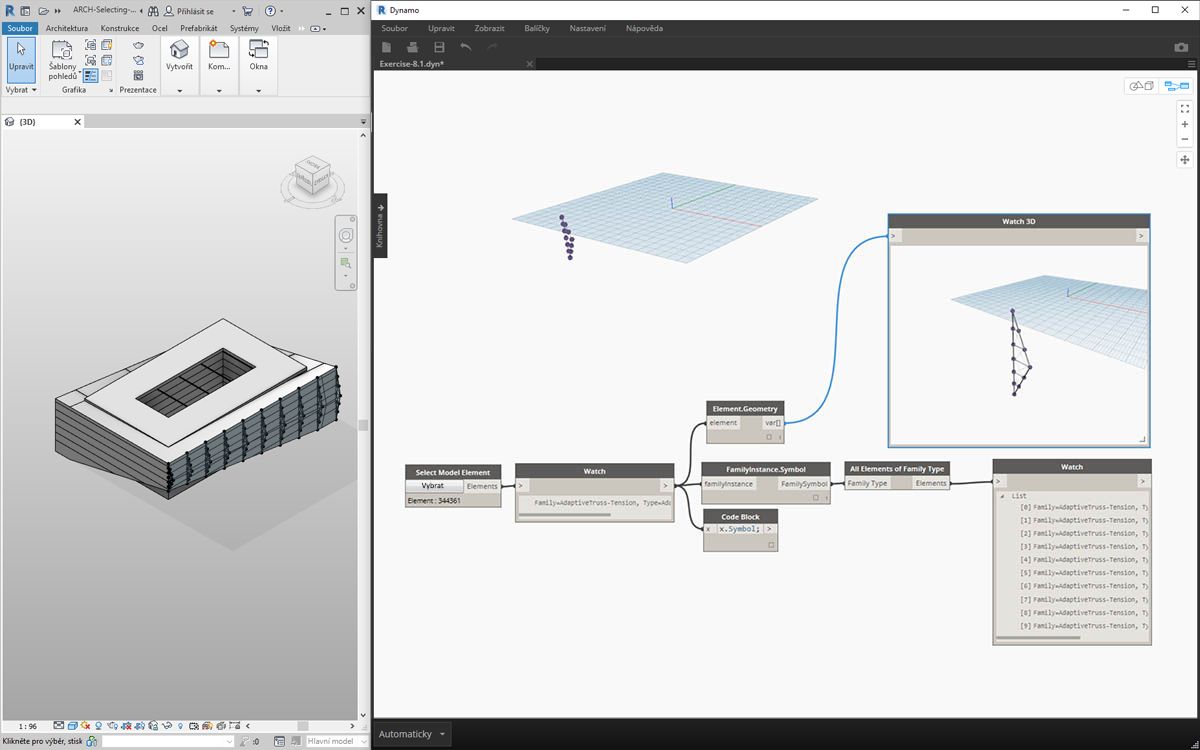 ARCH-Selecting-...
Přihlásit se
Soubor Architektura Konstrukce Ocel Prefabrikát Systémy Vložit
Upravit
Šablony
pohledů
Vytvořit
Kom...
Okna
Vybrat
Grafika
Prezentace
{3D}
1 : 96
Klikněte pro výběr, stisk
:0
Hlavní model
Dynamo
Soubor Upravit Zobrazit Balíčky Nastavení Nápověda
Exercise-8.1.dyn*
Knihovna
Watch 3D
>
>
Element.Geometry
element var[]
Select Model Element
Vybrat Elements
Element : 344361
Watch
> >
Family=AdaptiveTruss-Tension, Type=Ada
FamilyInstance.Symbol
familyInstance FamilySymbol
Code Block
x x.Symbol; >
All Elements of Family Type
Family Type Elements
Watch
> >
List
[0] Family=AdaptiveTruss-Tension, Ty
[1] Family=AdaptiveTruss-Tension, Ty
[2] Family=AdaptiveTruss-Tension, Ty
[3] Family=AdaptiveTruss-Tension, Ty
[4] Family=AdaptiveTruss-Tension, Ty
[5] Family=AdaptiveTruss-Tension, Ty
[6] Family=AdaptiveTruss-Tension, Ty
[7] Family=AdaptiveTruss-Tension, Ty
[8] Family=AdaptiveTruss-Tension, Ty
[9] Family=AdaptiveTruss-Tension, Ty
Automaticky